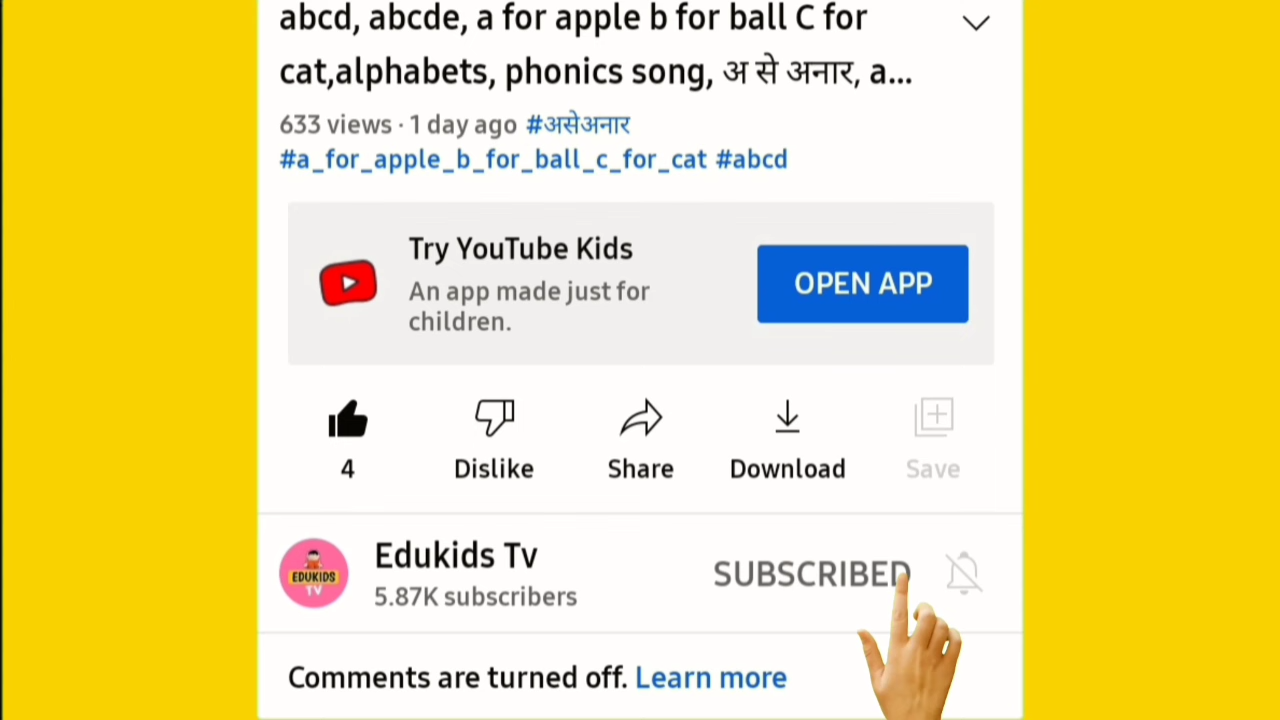 abcd, abcde, a for apple b for ball C for
cat,alphabets, phonics song, अ से अनार, a...
633 views · 1 day ago #असेअनार
#a_for_apple_b_for_ball_c_for_cat #abcd
Try YouTube Kids
An app made just for
children.
OPEN APP
4
Dislike
Share
Download
Save
EDUKIDS
TV
Edukids Tv
5.87K subscribers
SUBSCRIBED
Comments are turned off. Learn more